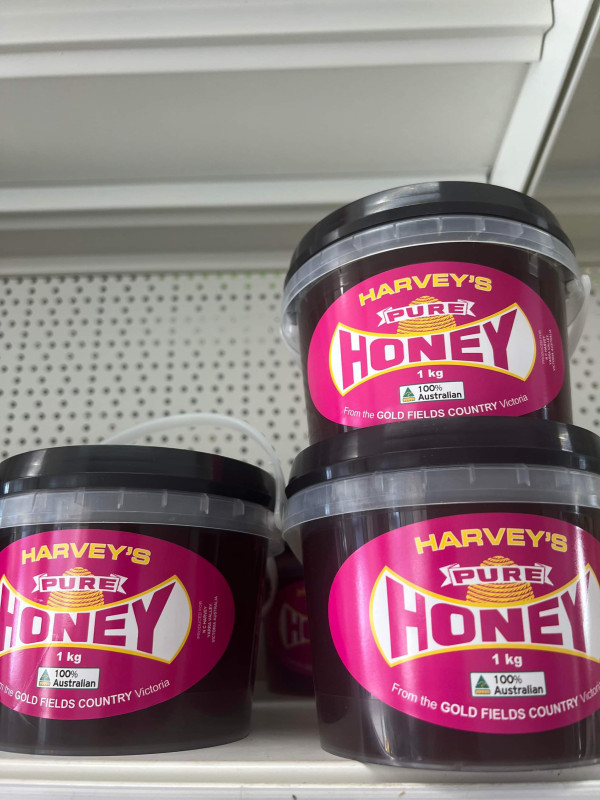 HARVEY'S
PURE
HONEY
1 kg
100%
Australian
From the GOLD FIELDS COUNTRY Victoria
HARVEY'S
PURE
HONEY
1 kg
100%
Australian
the GOLD FIELDS COUNTRY Victoria
HARVEY'S
PURE
HONEY
1 kg
100%
Australian
From the GOLD FIELDS COUNTRY Victoria